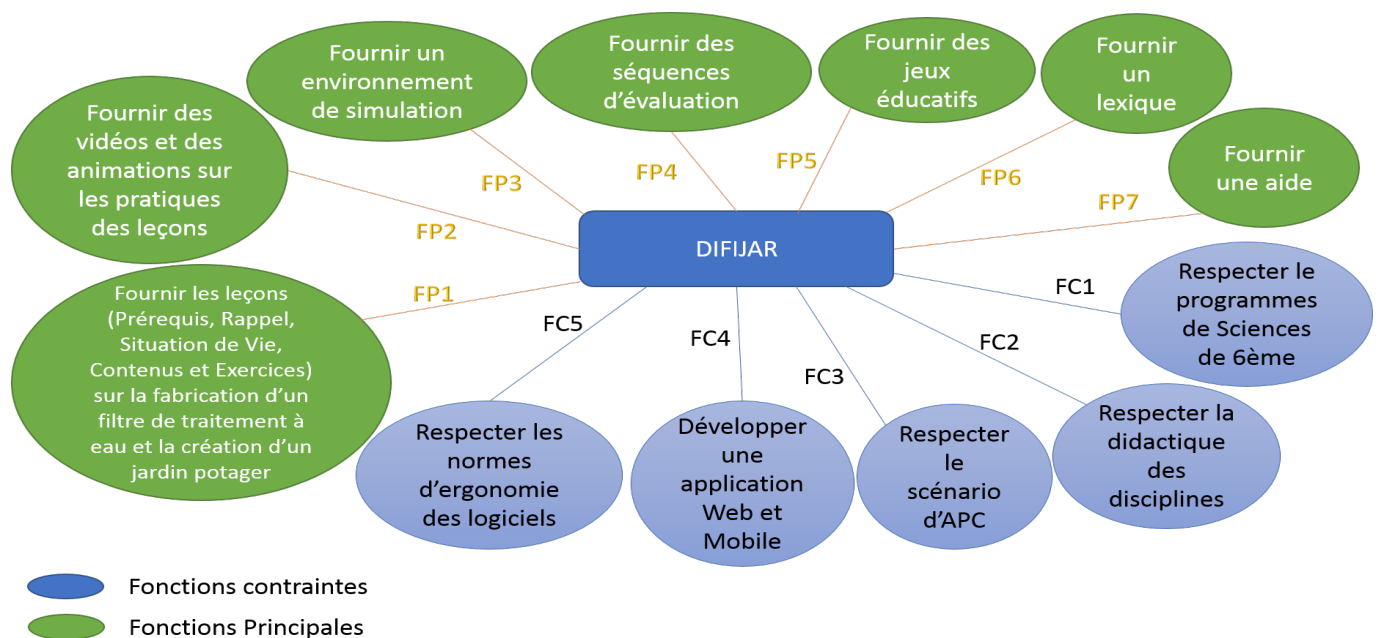 Fournir un
environnement
de simulation
Fournir des
séquences
d'évaluation
Fournir des
jeux
éducatifs
Fournir
un
lexique
Fournir des
vidéos et des
animations sur
les pratiques
des leçons
Fournir
une aide
FP3
FP4
FP5
FP6
FP7
FP2
DIFIJAR
FP1
Fournir les leçons
(Prérequis, Rappel,
Situation de Vie,
Contenus et Exercices)
sur la fabrication d'un
filtre de traitement à
eau et la création d'un
jardin potager
FC1
Respecter le
programmes
de Sciences
de 6ème
FC5
FC4
FC3
FC2
Respecter les
normes
d'ergonomie
des logiciels
Développer
une
application
Web et
Mobile
Respecter
le
scénario
d'APC
Respecter la
didactique
des
disciplines
Fonctions contraintes
Fonctions Principales